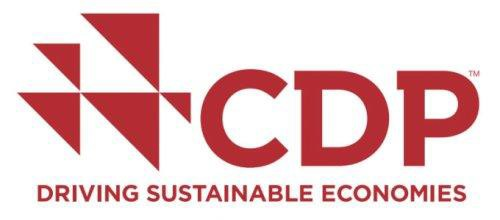 CDP™
DRIVING SUSTAINABLE ECONOMIES